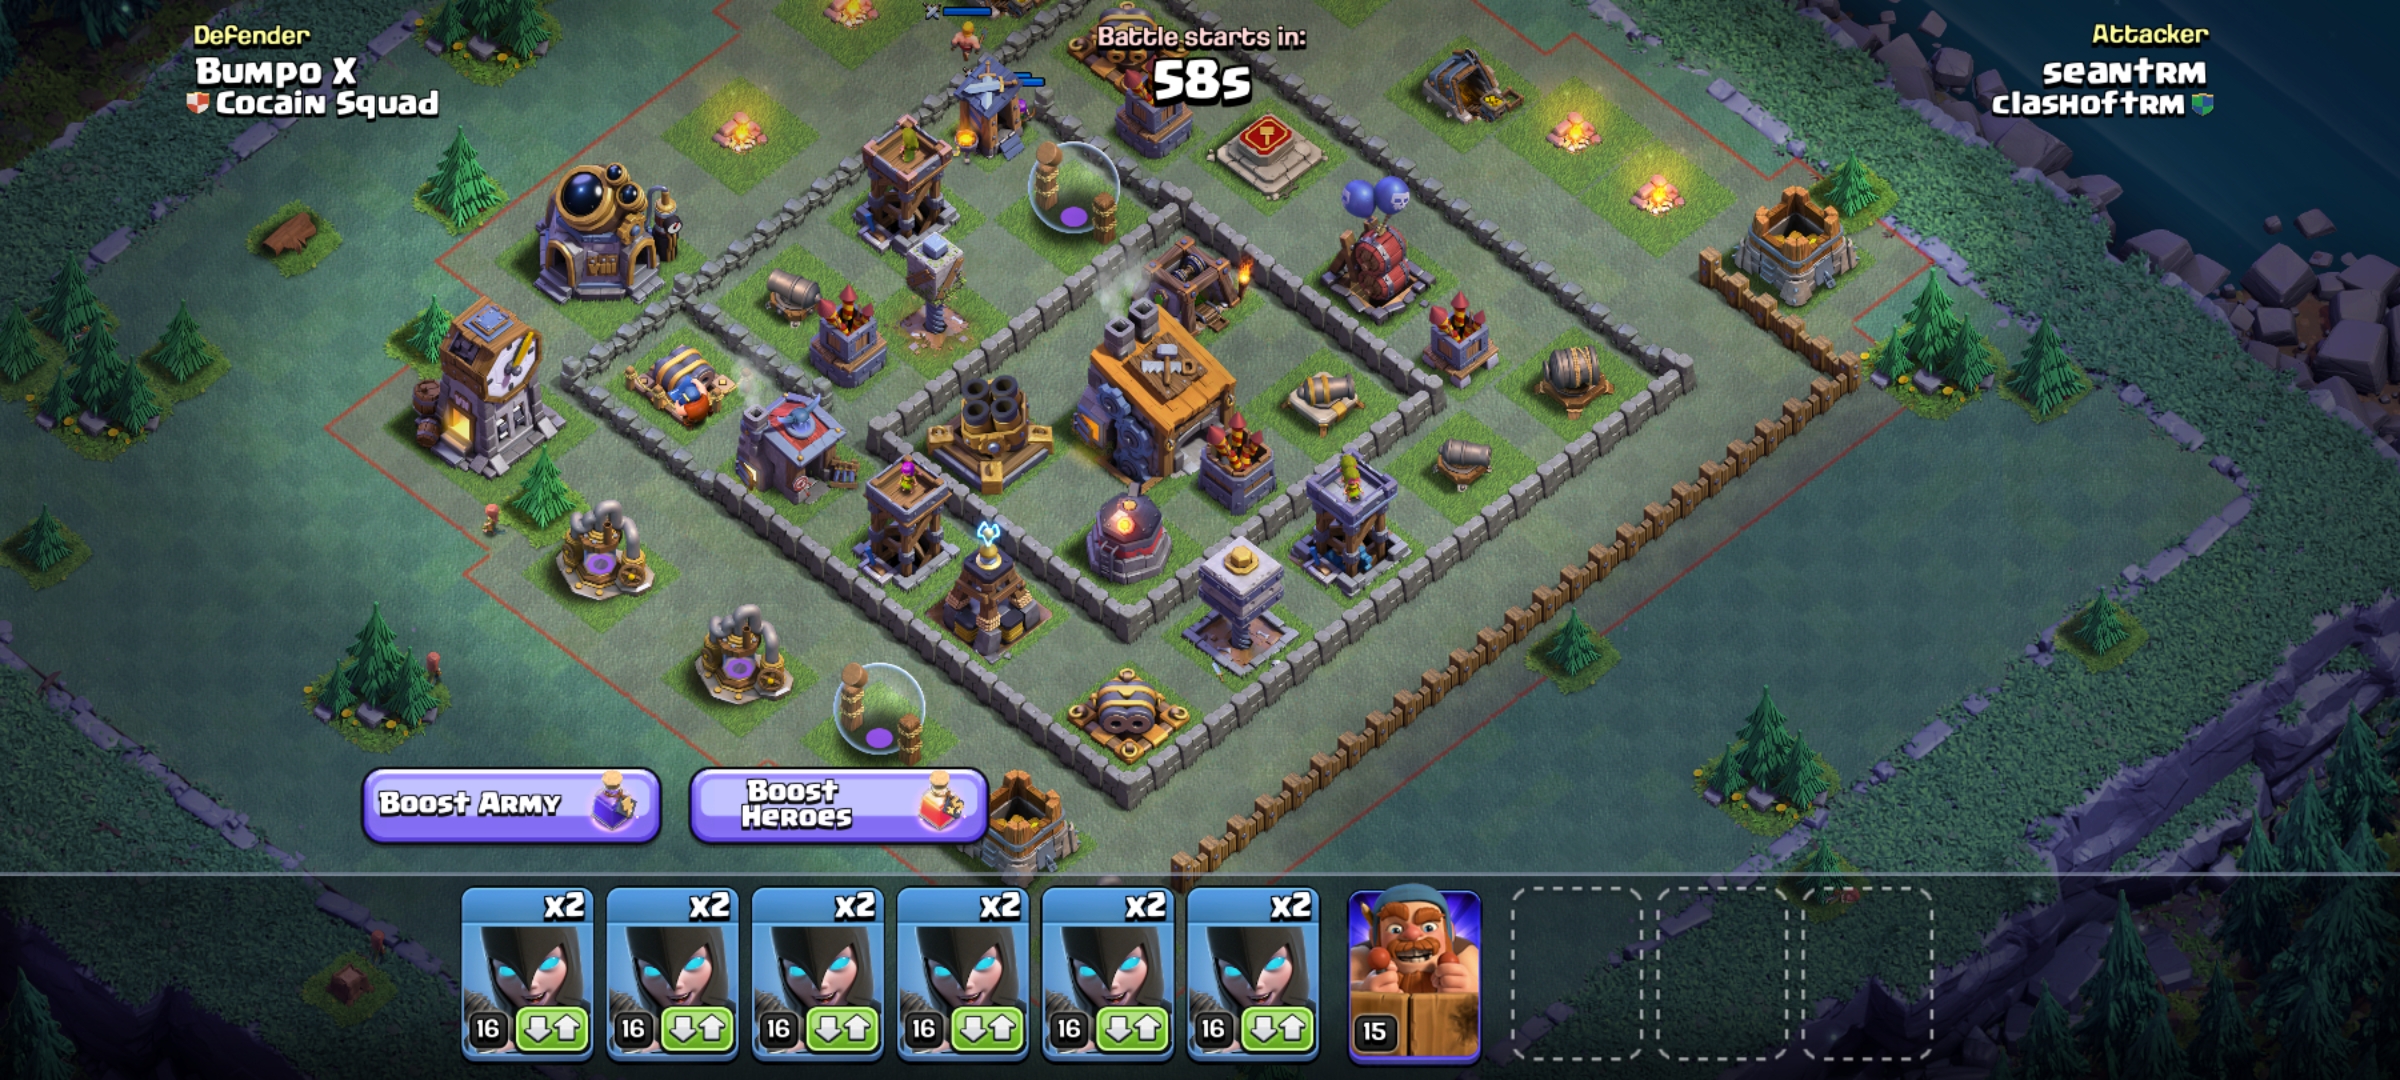 Defender
Bumpo X
Cocain Squad
Battle starts in:
58s
Attacker
seantRM
clashoftRM
VIII
Boost Army
Boost
Heroes
x2
x2
x2
x2
x2
x2
16
16
16
16
16
16
15